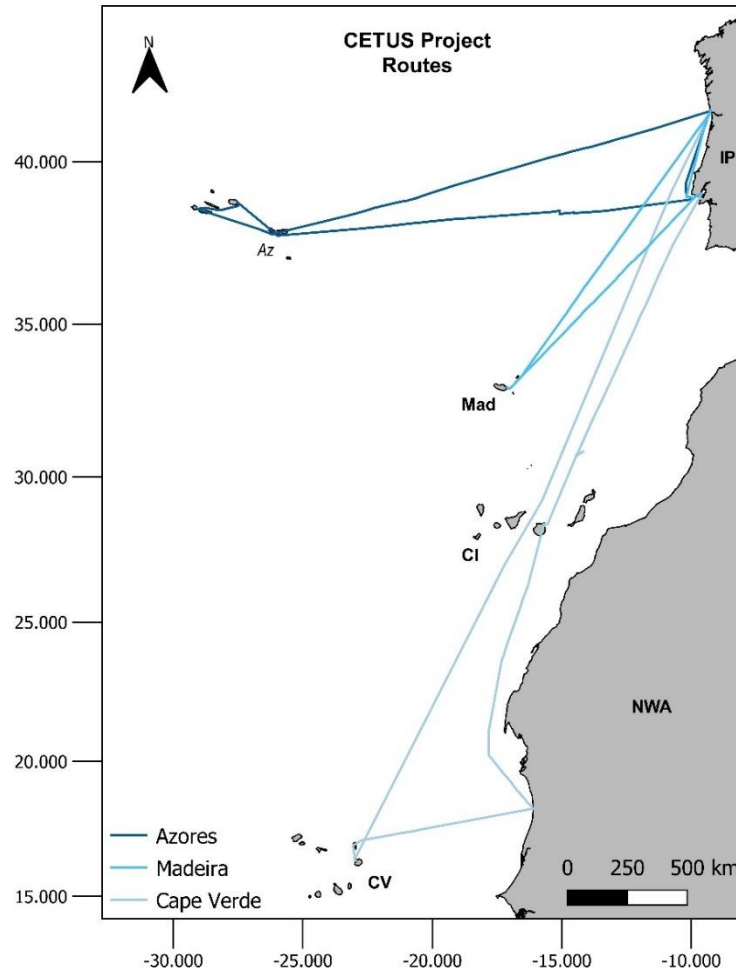 N
CETUS Project
Routes
40.000
IP
Az
35.000
Mad
30.000
CI
25.000
NWA
20.000
Azores
Madeira
Cape Verde
CV
0 250 500 km
15.000
-30.000 -25.000 -20.000 -15.000 -10.000